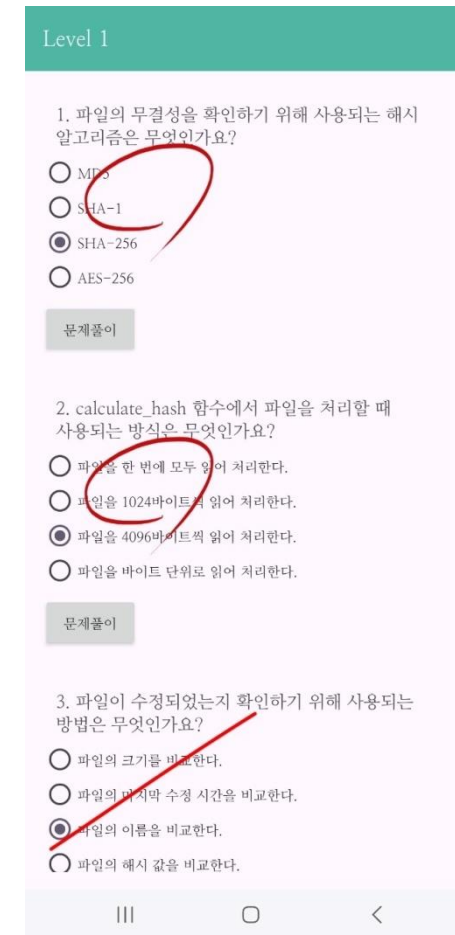 Level 1
1. 파일의 무결성을 확인하기 위해 사용되는 해시
알고리즘은 무엇인가요?
MD5
SHA-1
SHA-256
AES-256
문제풀이
2. calculate_hash 함수에서 파일을 처리할 때
사용되는 방식은 무엇인가요?
파일을 한 번에 모두 읽어 처리한다.
파일을 1024바이트씩 읽어 처리한다.
파일을 4096바이트씩 읽어 처리한다.
파일을 바이트 단위로 읽어 처리한다.
문제풀이
3. 파일이 수정되었는지 확인하기 위해 사용되는
방법은 무엇인가요?
파일의 크기를 비교한다.
파일의 마지막 수정 시간을 비교한다.
파일의 이름을 비교한다.
파일의 해시 값을 비교한다.